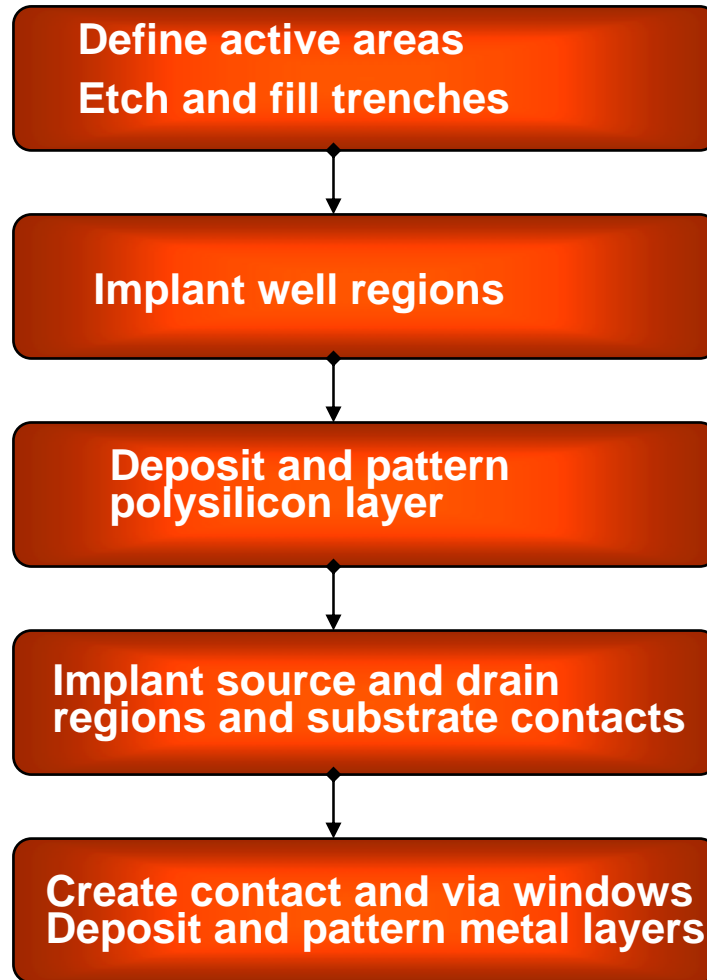 Define active areas
Etch and fill trenches
Implant well regions
Deposit and pattern
polysilicon layer
Implant source and drain
regions and substrate contacts
Create contact and via windows
Deposit and pattern metal layers